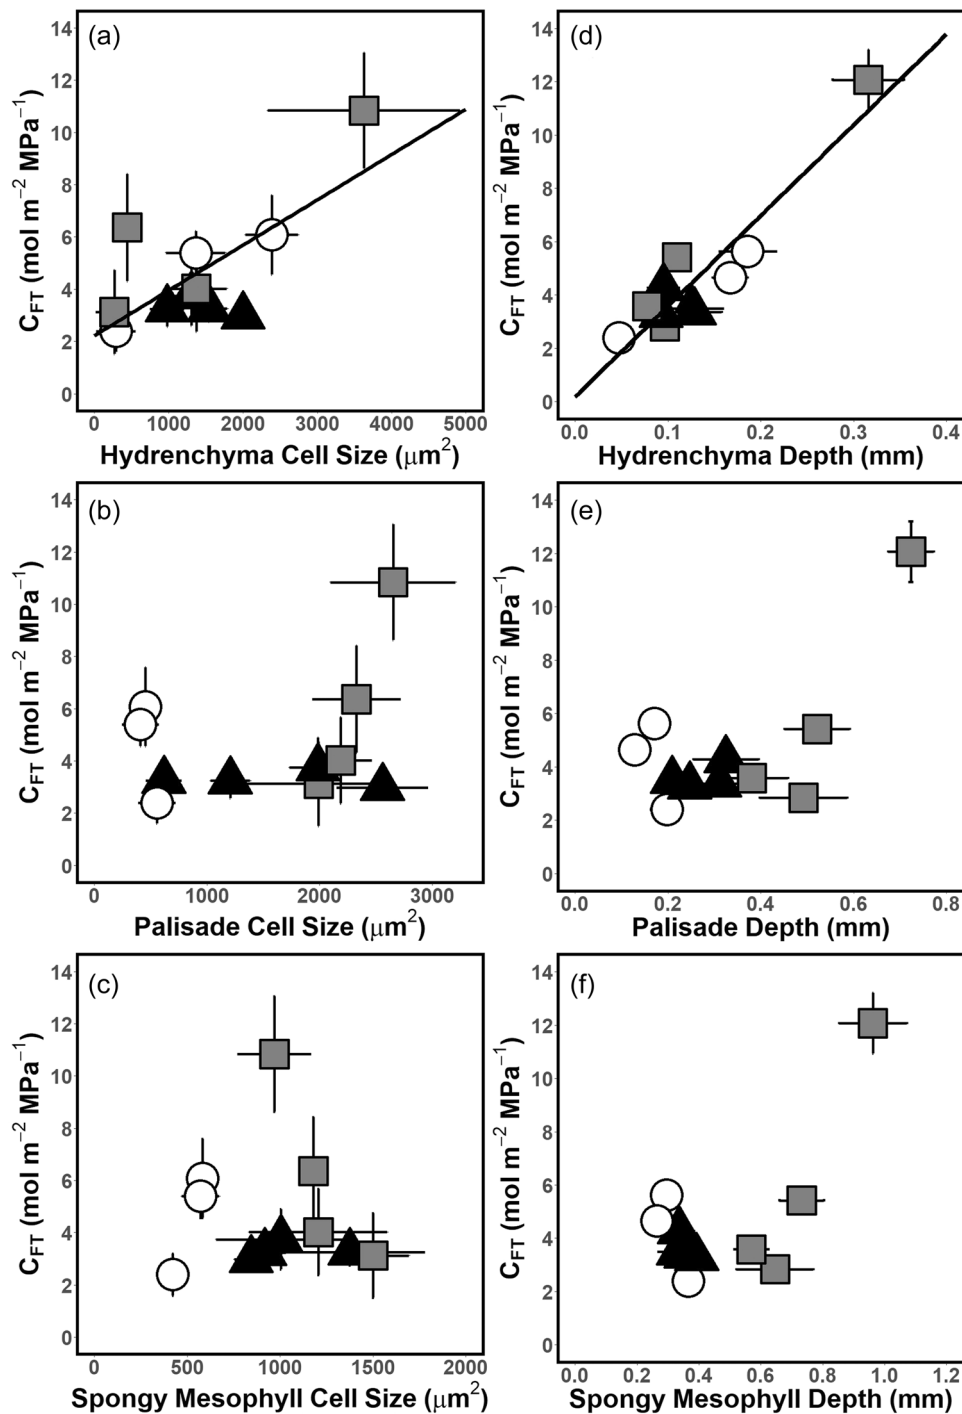 (a)
14
12
10
8
6
4
2
0
C_FT (mol m⁻² MPa⁻¹)
0 1000 2000 3000 4000 5000
Hydrenchyma Cell Size (μm²)
(d)
14
12
10
8
6
4
2
0
C_FT (mol m⁻² MPa⁻¹)
0.0 0.1 0.2 0.3 0.4
Hydrenchyma Depth (mm)
(b)
14
12
10
8
6
4
2
0
C_FT (mol m⁻² MPa⁻¹)
0 1000 2000 3000
Palisade Cell Size (μm²)
(e)
14
12
10
8
6
4
2
0
C_FT (mol m⁻² MPa⁻¹)
0.0 0.2 0.4 0.6 0.8
Palisade Depth (mm)
(c)
14
12
10
8
6
4
2
0
C_FT (mol m⁻² MPa⁻¹)
0 500 1000 1500 2000
Spongy Mesophyll Cell Size (μm²)
(f)
14
12
10
8
6
4
2
0
C_FT (mol m⁻² MPa⁻¹)
0.0 0.2 0.4 0.6 0.8 1.0 1.2
Spongy Mesophyll Depth (mm)